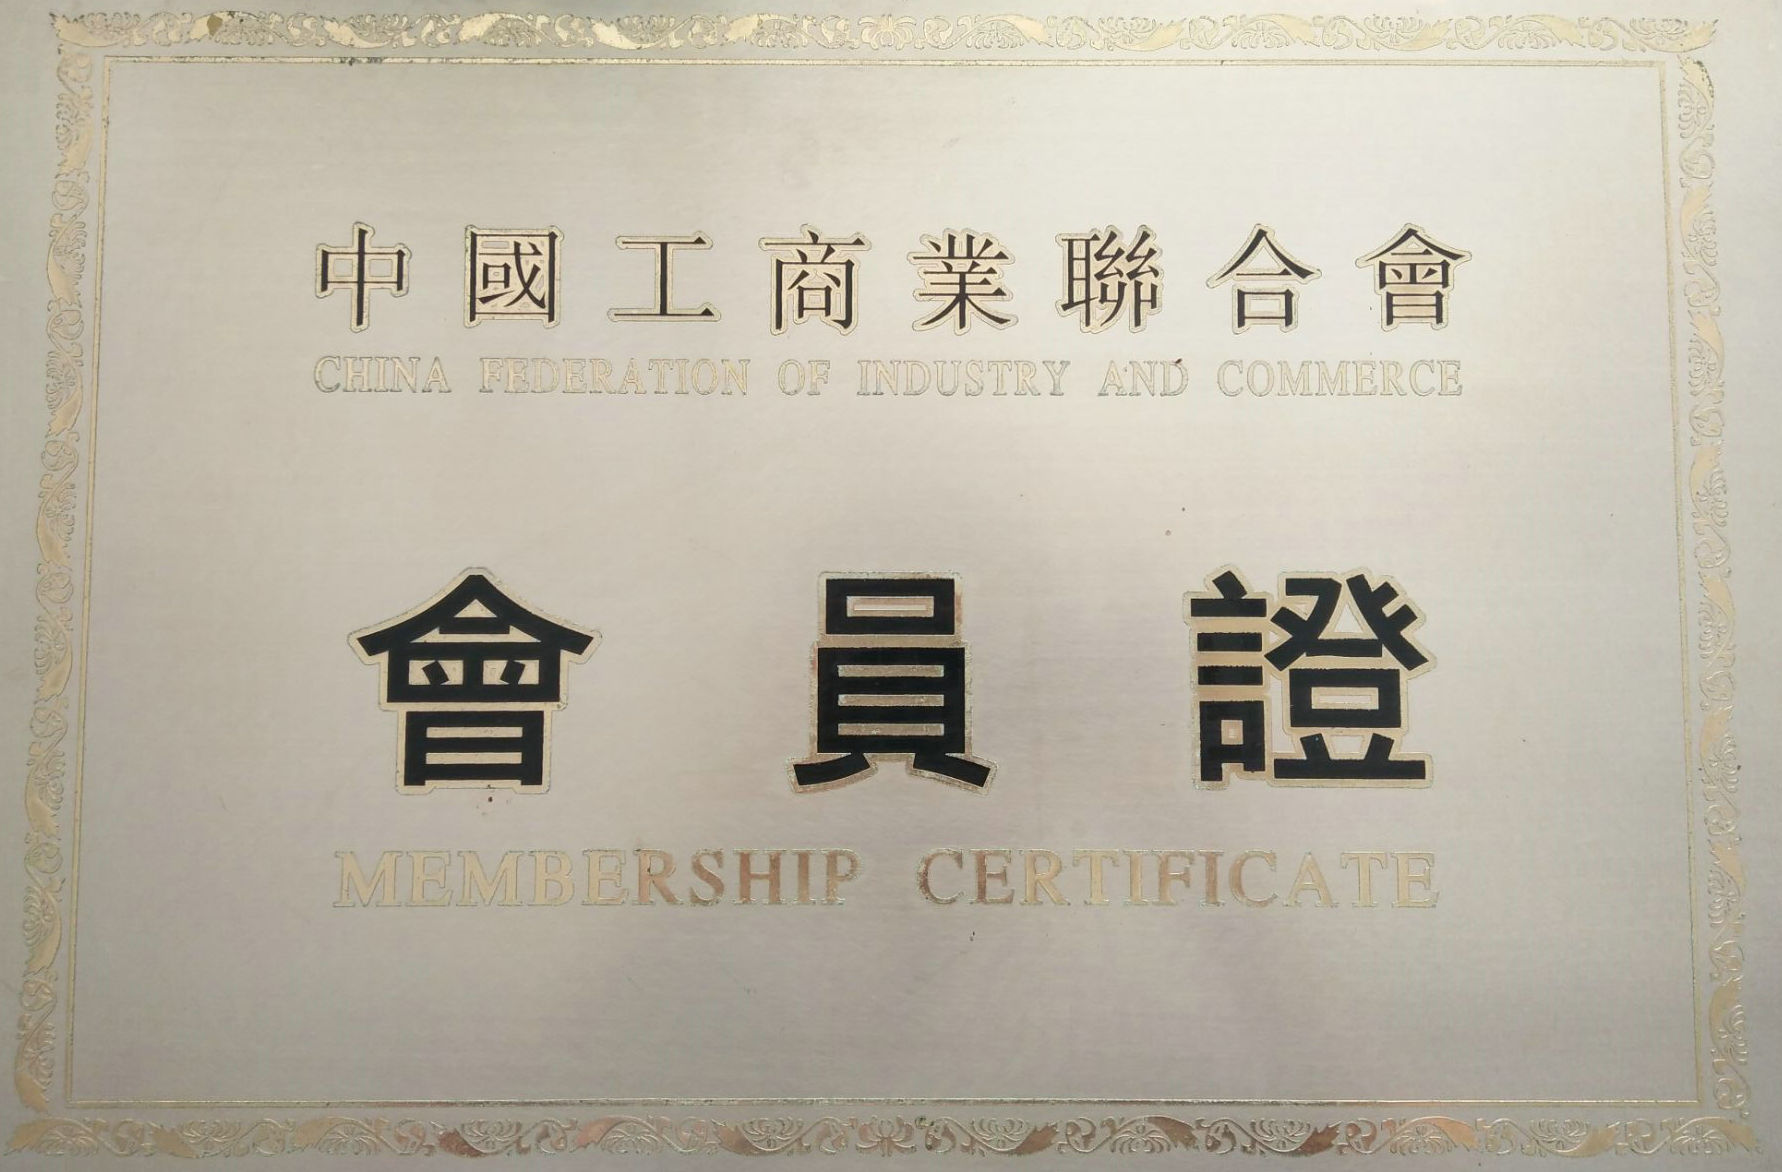 中國工商業聯合會
CHINA FEDERATION OF INDUSTRY AND COMMERCE
會員證
MEMBERSHIP CERTIFICATE